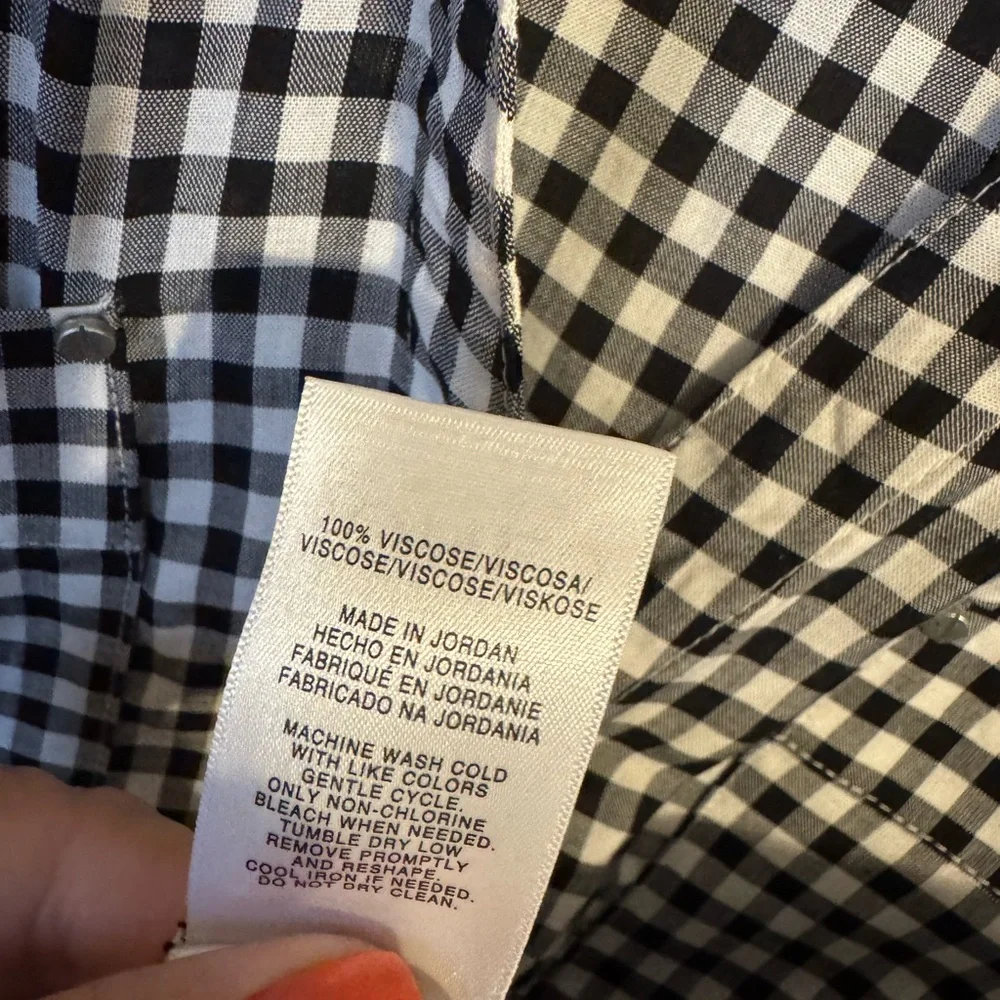 100% VISCOSE/VISCOSA/
VISCOSE/VISCOSE/VISKOSE
MADE IN JORDAN
HECHO EN JORDANIA
FABRIQUÉ EN JORDANIE
FABRICADO NA JORDANIA
MACHINE WASH COLD
WITH LIKE COLORS
GENTLE CYCLE.
ONLY NON-CHLORINE
BLEACH WHEN NEEDED.
TUMBLE DRY LOW
REMOVE PROMPTLY
AND RESHAPE.
COOL IRON IF NEEDED.
DO NOT DRY CLEAN.